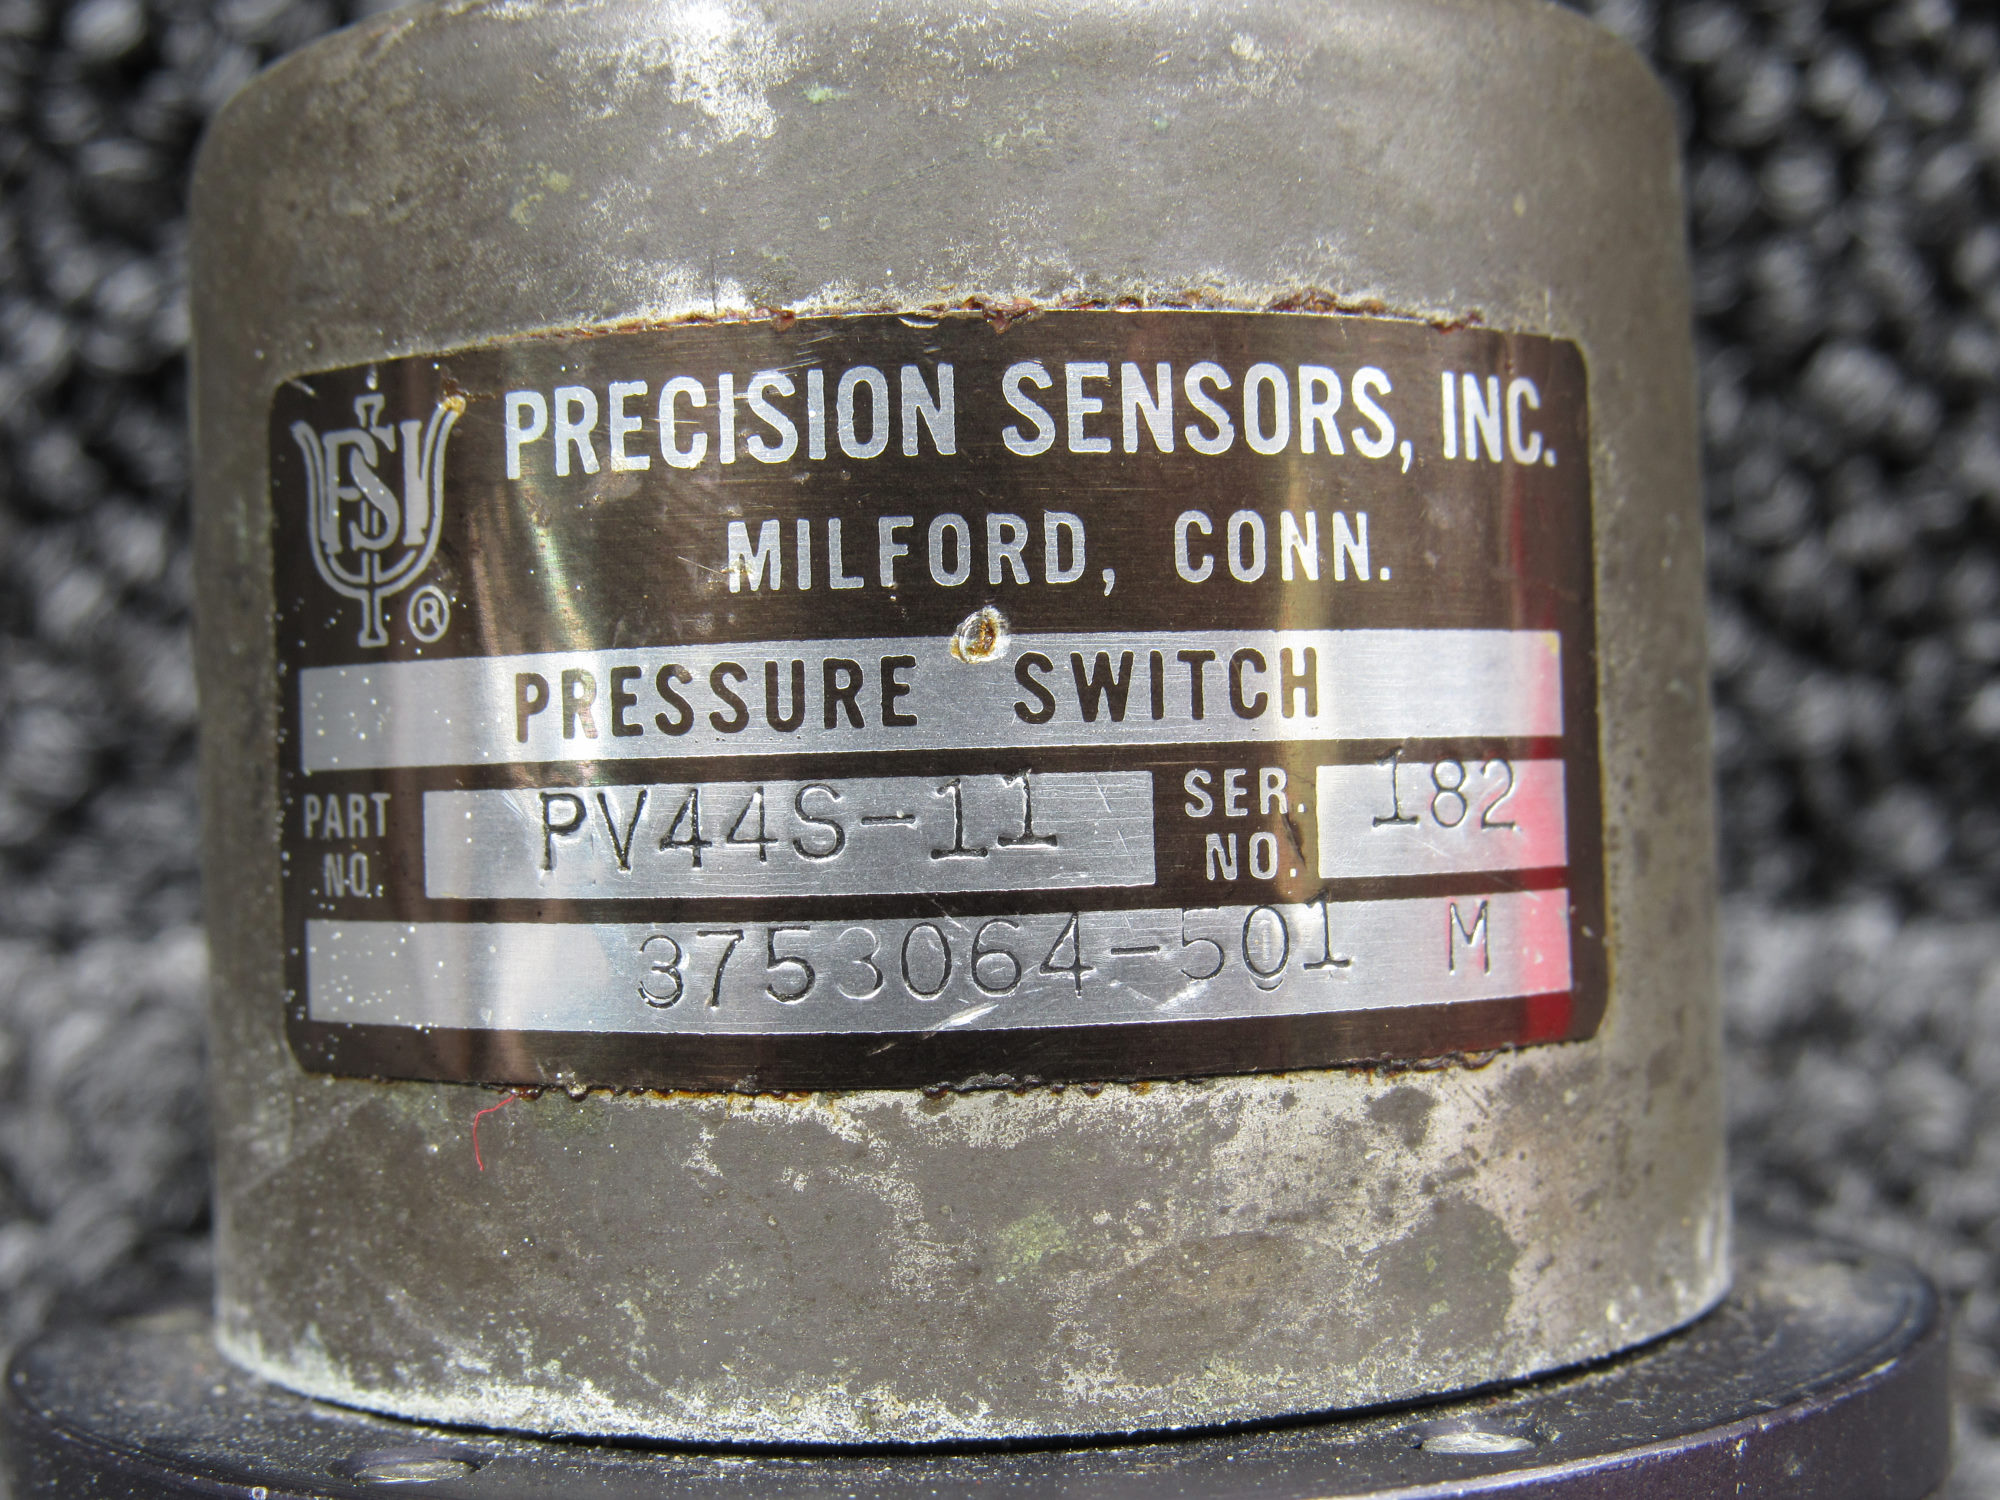 PRECISION SENSORS, INC.
PSI ®
MILFORD, CONN.
PRESSURE SWITCH
PART NO. PV44S-11 SER. NO. 182
3753064-501 M